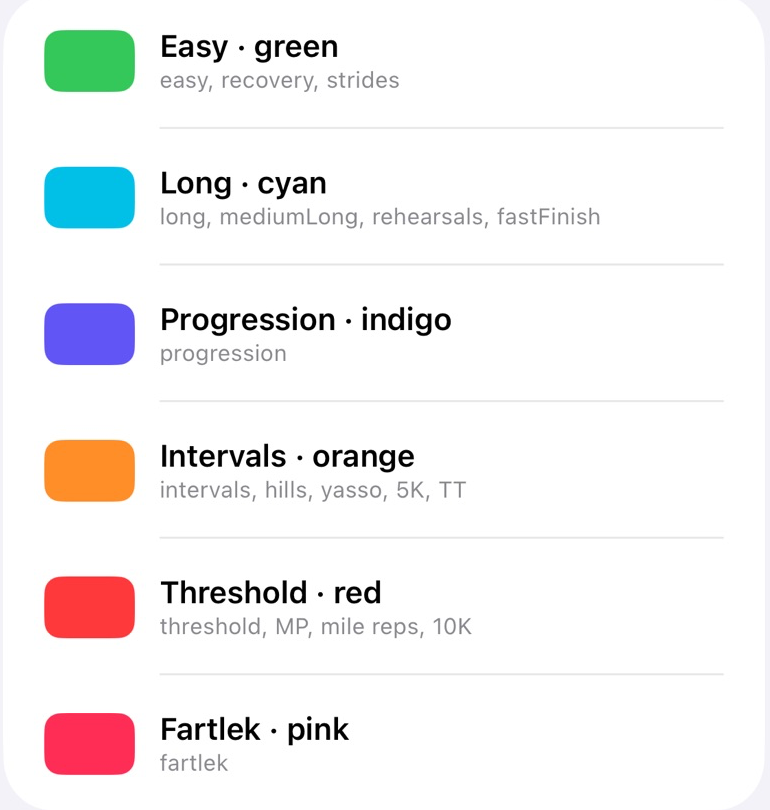 Easy · green
easy, recovery, strides
Long · cyan
long, mediumLong, rehearsals, fastFinish
Progression · indigo
progression
Intervals · orange
intervals, hills, yasso, 5K, TT
Threshold · red
threshold, MP, mile reps, 10K
Fartlek · pink
fartlek